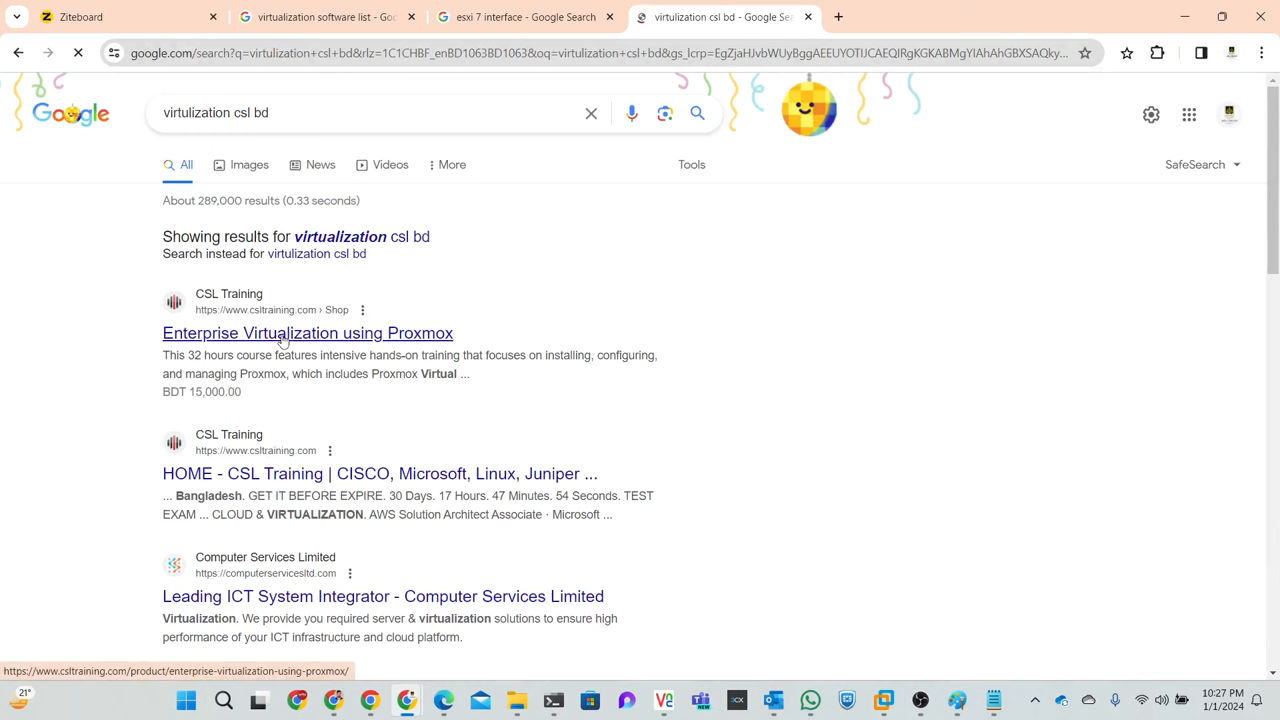 Ziteboard
virtualization software list - Go
esxi 7 interface - Google Search
virtulization csl bd - Google Sea
google.com/search?q=virtulization+csl+bd&rlz=1C1CHBF_enBD1063BD1063&oq=virtulization+csl+bd&gs_lcrp=EgZjaHJvbWUyBggAEEUYOTIJCAEQIRgKGKABMgYIAhAhGBXSAQky...
Google
virtulization csl bd
All
Images
News
Videos
More
Tools
SafeSearch
About 289,000 results (0.33 seconds)
Showing results for virtualization csl bd
Search instead for virtulization csl bd
CSL Training
https://www.csltraining.com › Shop
Enterprise Virtualization using Proxmox
This 32 hours course features intensive hands-on training that focuses on installing, configuring,
and managing Proxmox, which includes Proxmox Virtual ...
BDT 15,000.00
CSL Training
https://www.csltraining.com
HOME - CSL Training | CISCO, Microsoft, Linux, Juniper ...
... Bangladesh. GET IT BEFORE EXPIRE. 30 Days. 17 Hours. 47 Minutes. 54 Seconds. TEST
EXAM ... CLOUD & VIRTUALIZATION. AWS Solution Architect Associate · Microsoft ...
Computer Services Limited
https://computerservicesltd.com
Leading ICT System Integrator - Computer Services Limited
Virtualization. We provide you required server & virtualization solutions to ensure high
performance of your ICT infrastructure and cloud platform.
https://www.csltraining.com/product/enterprise-virtualization-using-proxmox/
21°
10:27 PM
1/1/2024